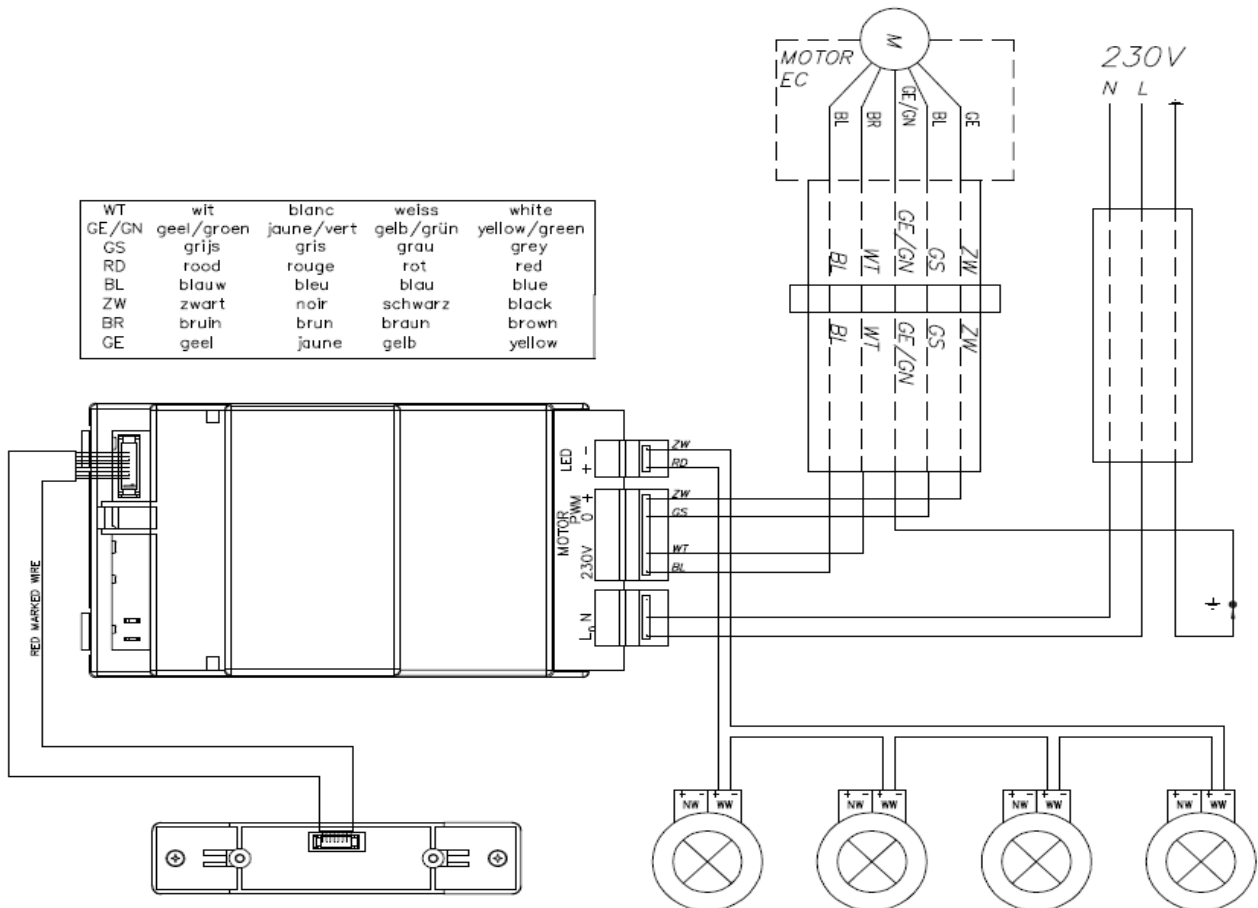 MOTOR
EC
M
230V
N L
BL BR GE/GN BL GE
BL WT GE/GN GS ZW
BL WT GE/GN GS ZW
WT wit blanc weiss white
GE/GN geel/groen jaune/vert gelb/grün yellow/green
GS grijs gris grau grey
RD rood rouge rot red
BL blauw bleu blau blue
ZW zwart noir schwarz black
BR bruin brun braun brown
GE geel jaune gelb yellow
LED
+ -
ZW
RD
MOTOR
PWM
0 +
230V
ZW
GS
WT
BL
L N
RED MARKED WIRE
+ - + -
NW WW
+ - + -
NW WW
+ - + -
NW WW
+ - + -
NW WW